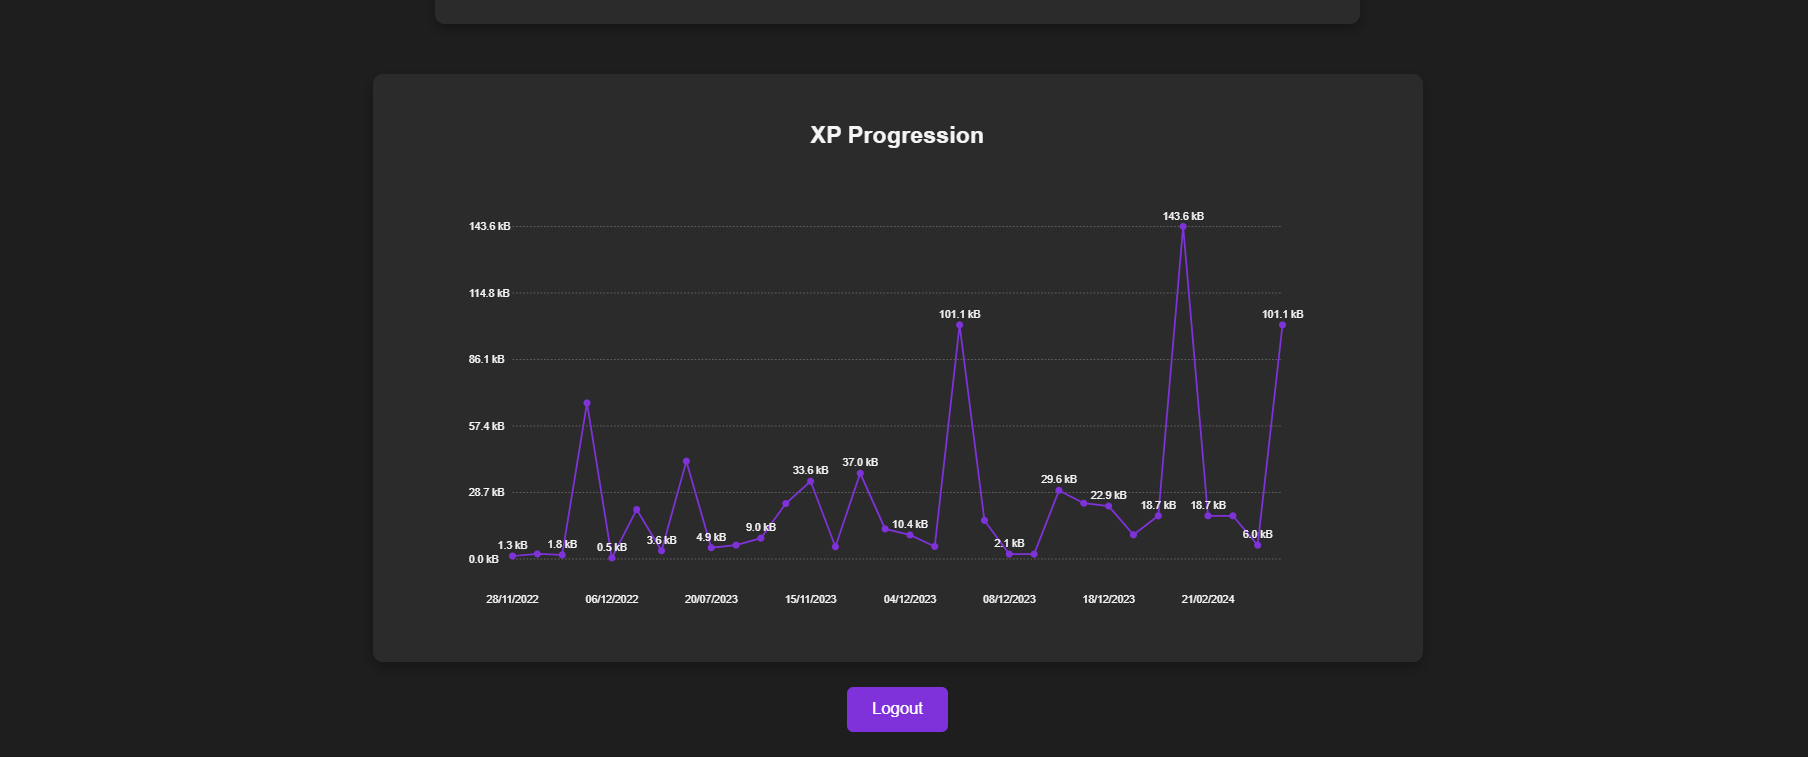 XP Progression
143.6 kB
143.6 kB
114.8 kB
101.1 kB
101.1 kB
86.1 kB
57.4 kB
37.0 kB
33.6 kB
29.6 kB
28.7 kB
22.9 kB
18.7 kB
18.7 kB
10.4 kB
9.0 kB
6.0 kB
4.9 kB
3.6 kB
2.1 kB
1.3 kB
1.8 kB
0.5 kB
0.0 kB
28/11/2022 06/12/2022 20/07/2023 15/11/2023 04/12/2023 08/12/2023 18/12/2023 21/02/2024
Logout